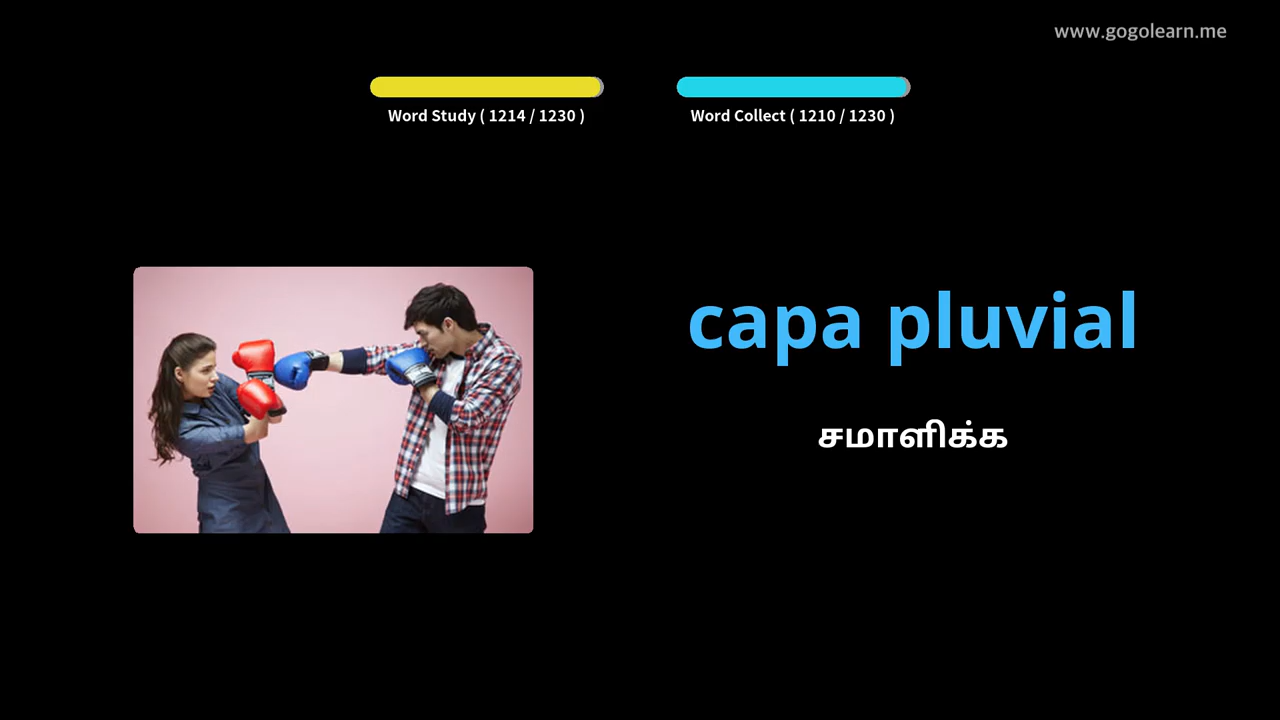 www.gogolearn.me
Word Study ( 1214 / 1230 )
Word Collect ( 1210 / 1230 )
capa pluvial
சமாளிக்க